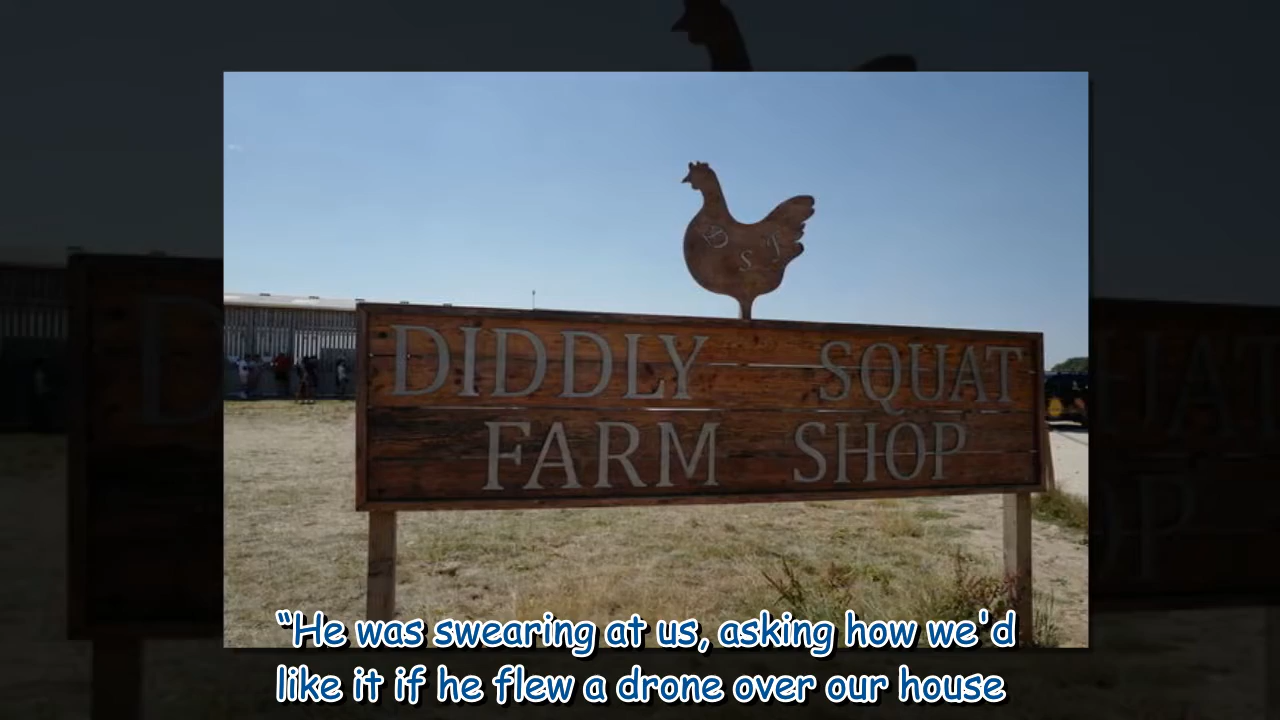 D S F
DIDDLY SQUAT
FARM SHOP
“He was swearing at us, asking how we'd
like it if he flew a drone over our house